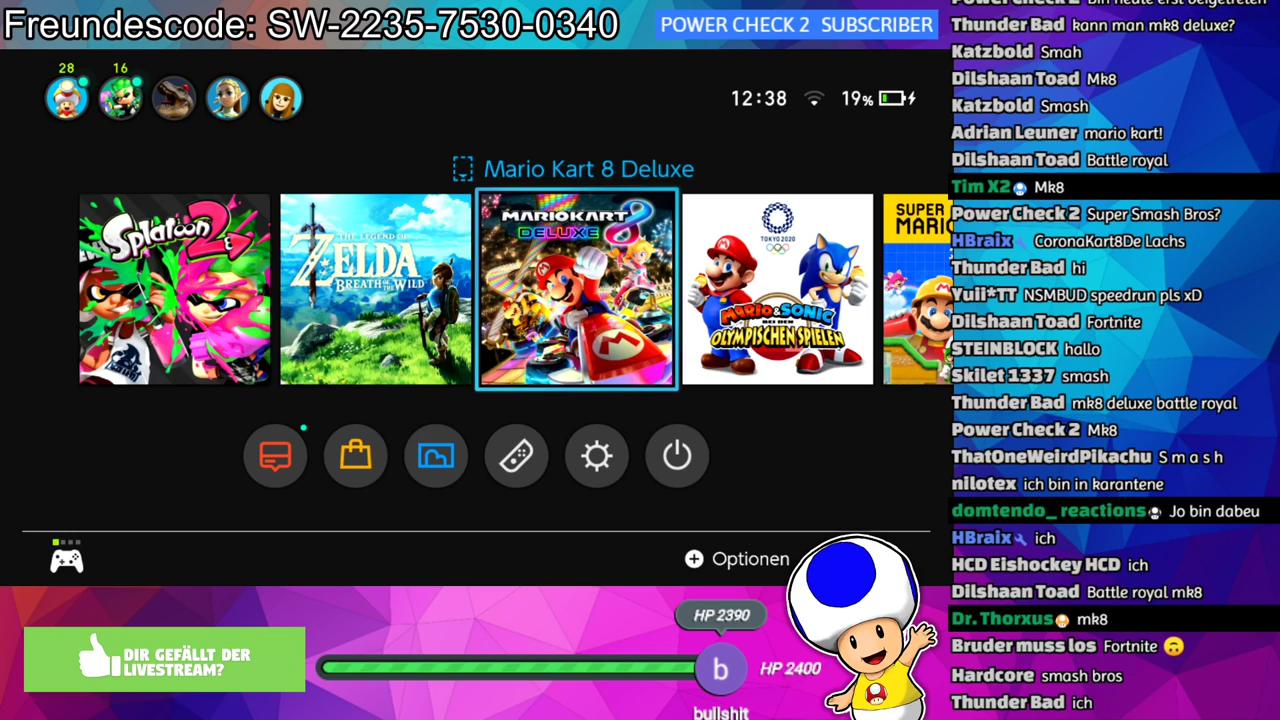 Freundescode: SW-2235-7530-0340
POWER CHECK 2 SUBSCRIBER
28
16
12:38
19%
Mario Kart 8 Deluxe
Splatoon 2
THE LEGEND OF
ZELDA
BREATH OF THE WILD
MARIOKART 8
DELUXE
TOKYO 2020
MARIO & SONIC
BEI DEN
OLYMPISCHEN SPIELEN
SUPER
Optionen
HP 2390
DIR GEFÄLLT DER
LIVESTREAM?
b
HP 2400
bullshit
Thunder Bad kann man mk8 deluxe?
Katzbold Smah
Dilshaan Toad Mk8
Katzbold Smash
Adrian Leuner mario kart!
Dilshaan Toad Battle royal
Tim X2 Mk8
Power Check 2 Super Smash Bros?
HBraix CoronaKart8De Lachs
Thunder Bad hi
Yuii*TT NSMBUD speedrun pls xD
Dilshaan Toad Fortnite
STEINBLOCK hallo
Skilet 1337 smash
Thunder Bad mk8 deluxe battle royal
Power Check 2 Mk8
ThatOneWeirdPikachu S m a s h
nilotex ich bin in karantene
domtendo_reactions Jo bin dabeu
HBraix ich
HCD Eishockey HCD ich
Dilshaan Toad Battle royal mk8
Dr. Thorxus mk8
Bruder muss los Fortnite 🙃
Hardcore smash bros
Thunder Bad ich